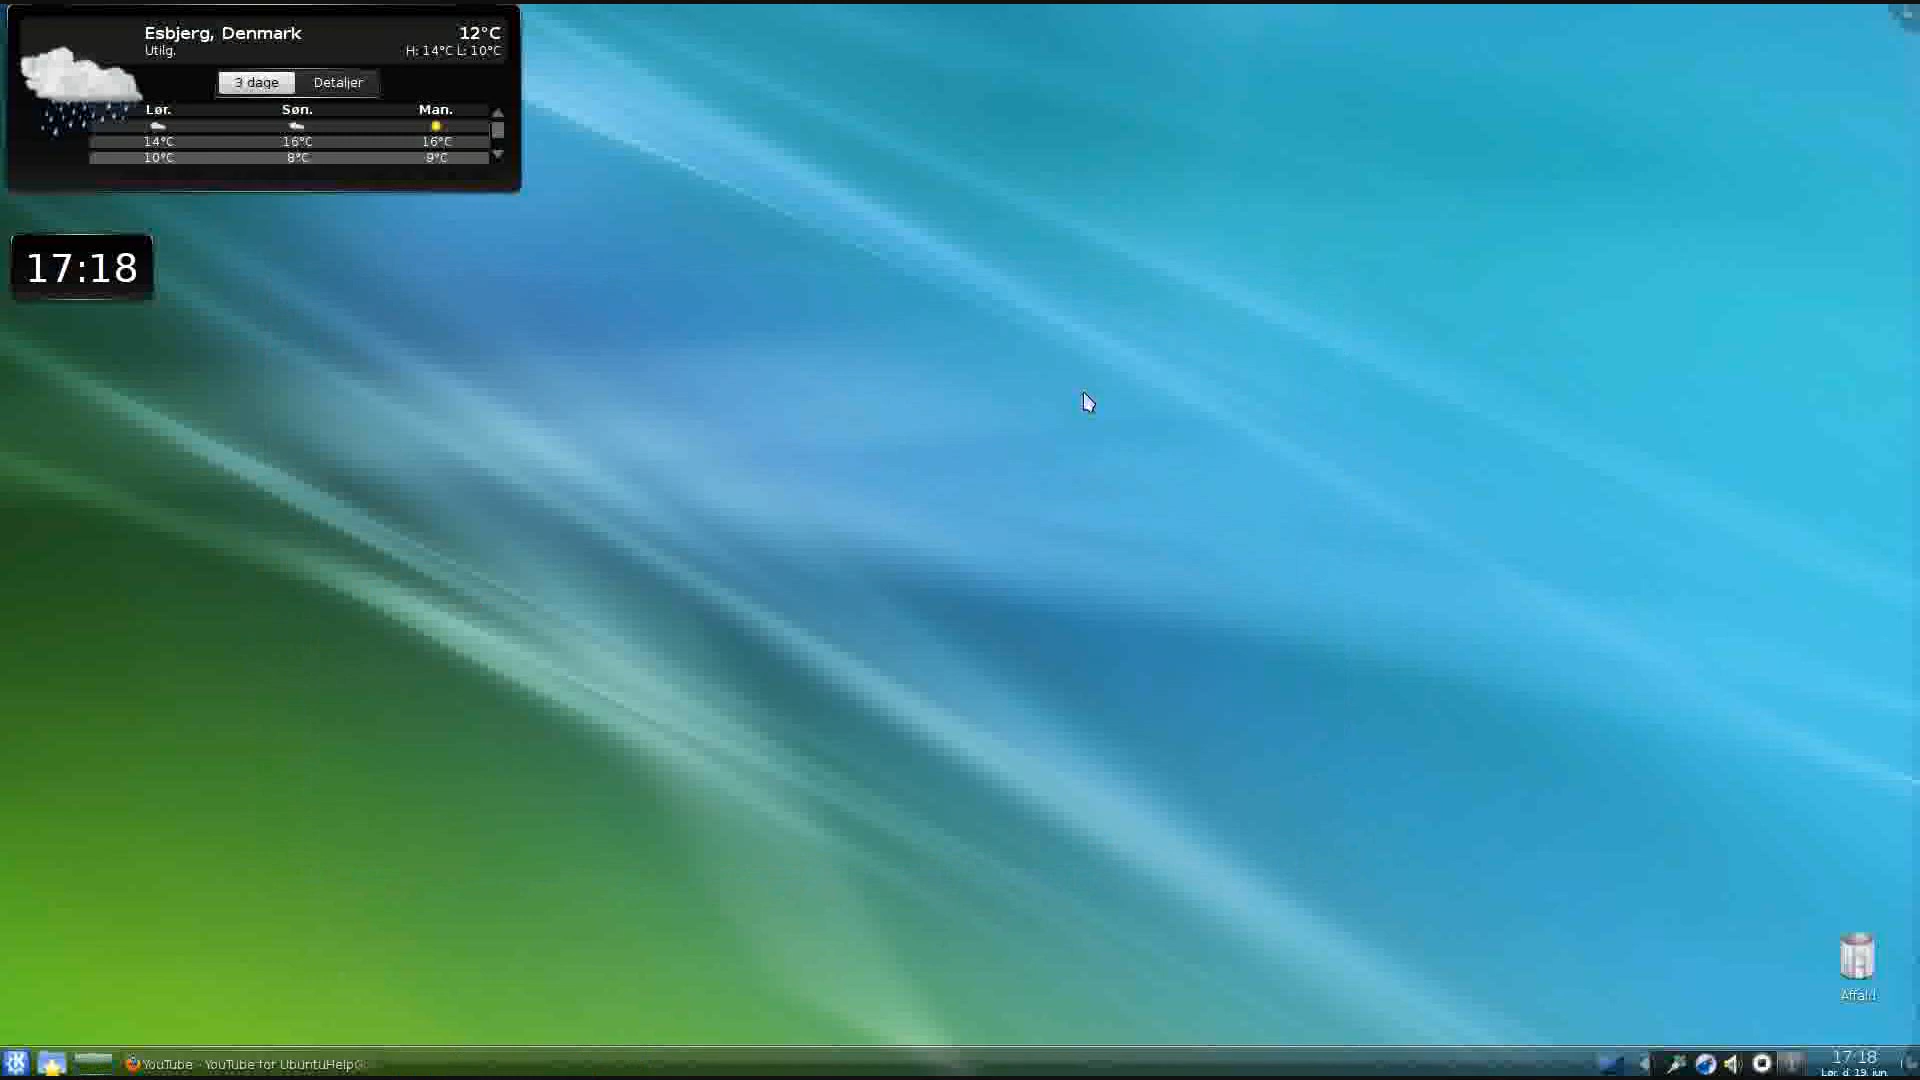 Esbjerg, Denmark 12°C
Utilg. H: 14°C L: 10°C
3 dage Detaljer
Lør. Søn. Man.
14°C 16°C 16°C
10°C 8°C 9°C
17:18
Affald
YouTube - YouTube for UbuntuHelpG
17:18
Lør. d. 19. jun.